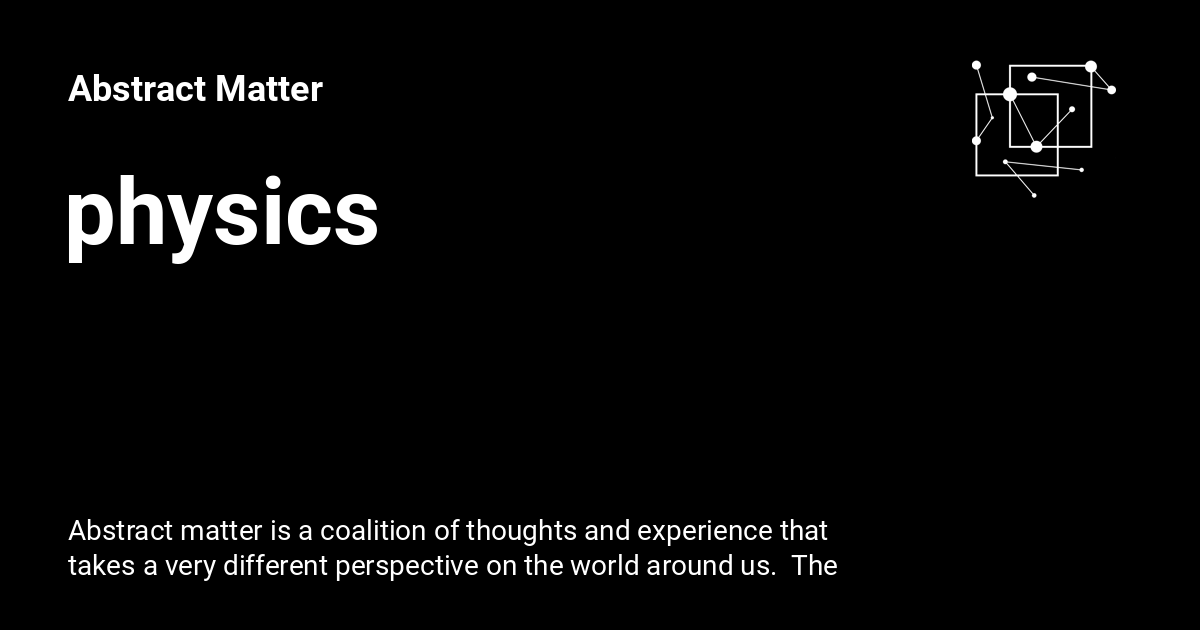 Abstract Matter
physics
Abstract matter is a coalition of thoughts and experience that
takes a very different perspective on the world around us.  The